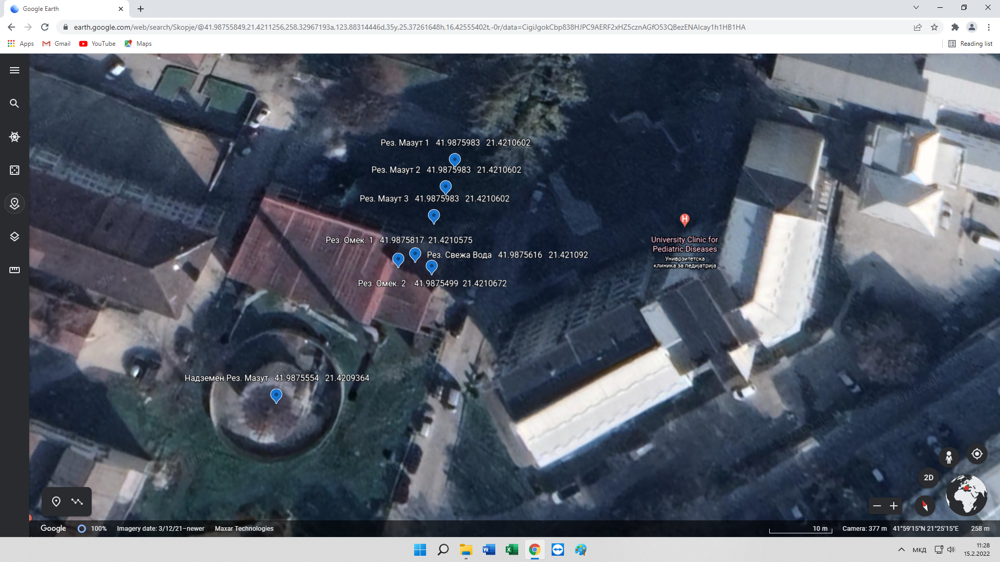 Google Earth
earth.google.com/web/search/Skopje/@41.98755849,21.4211256,258.32967193a,123.88314446d,35y,25.37261648h,16.42555402t,-0r/data=CigiJgokCbp838HJPC9AERF2xHZ5cznAGfO53QBezENAIcay1h1HB1HA
Apps Gmail YouTube Maps Reading list
Рез. Мазут 1 41.9875983 21.4210602
Рез. Мазут 2 41.9875983 21.4210602
Рез. Мазут 3 41.9875983 21.4210602
Рез. Омек. 1 41.9875817 21.4210575
Рез. Свежа Вода 41.9875616 21.421092
Рез. Омек. 2 41.9875499 21.4210672
University Clinic for
Pediatric Diseases
Универзитетска
клиника за педијатрија
Надземен Рез. Мазут 41.9875554 21.4209364
2D
Google 100% Imagery date: 3/12/21–newer Maxar Technologies 10 m Camera: 377 m 41°59'15"N 21°25'15"E 258 m
МКД 11:28
15.2.2022